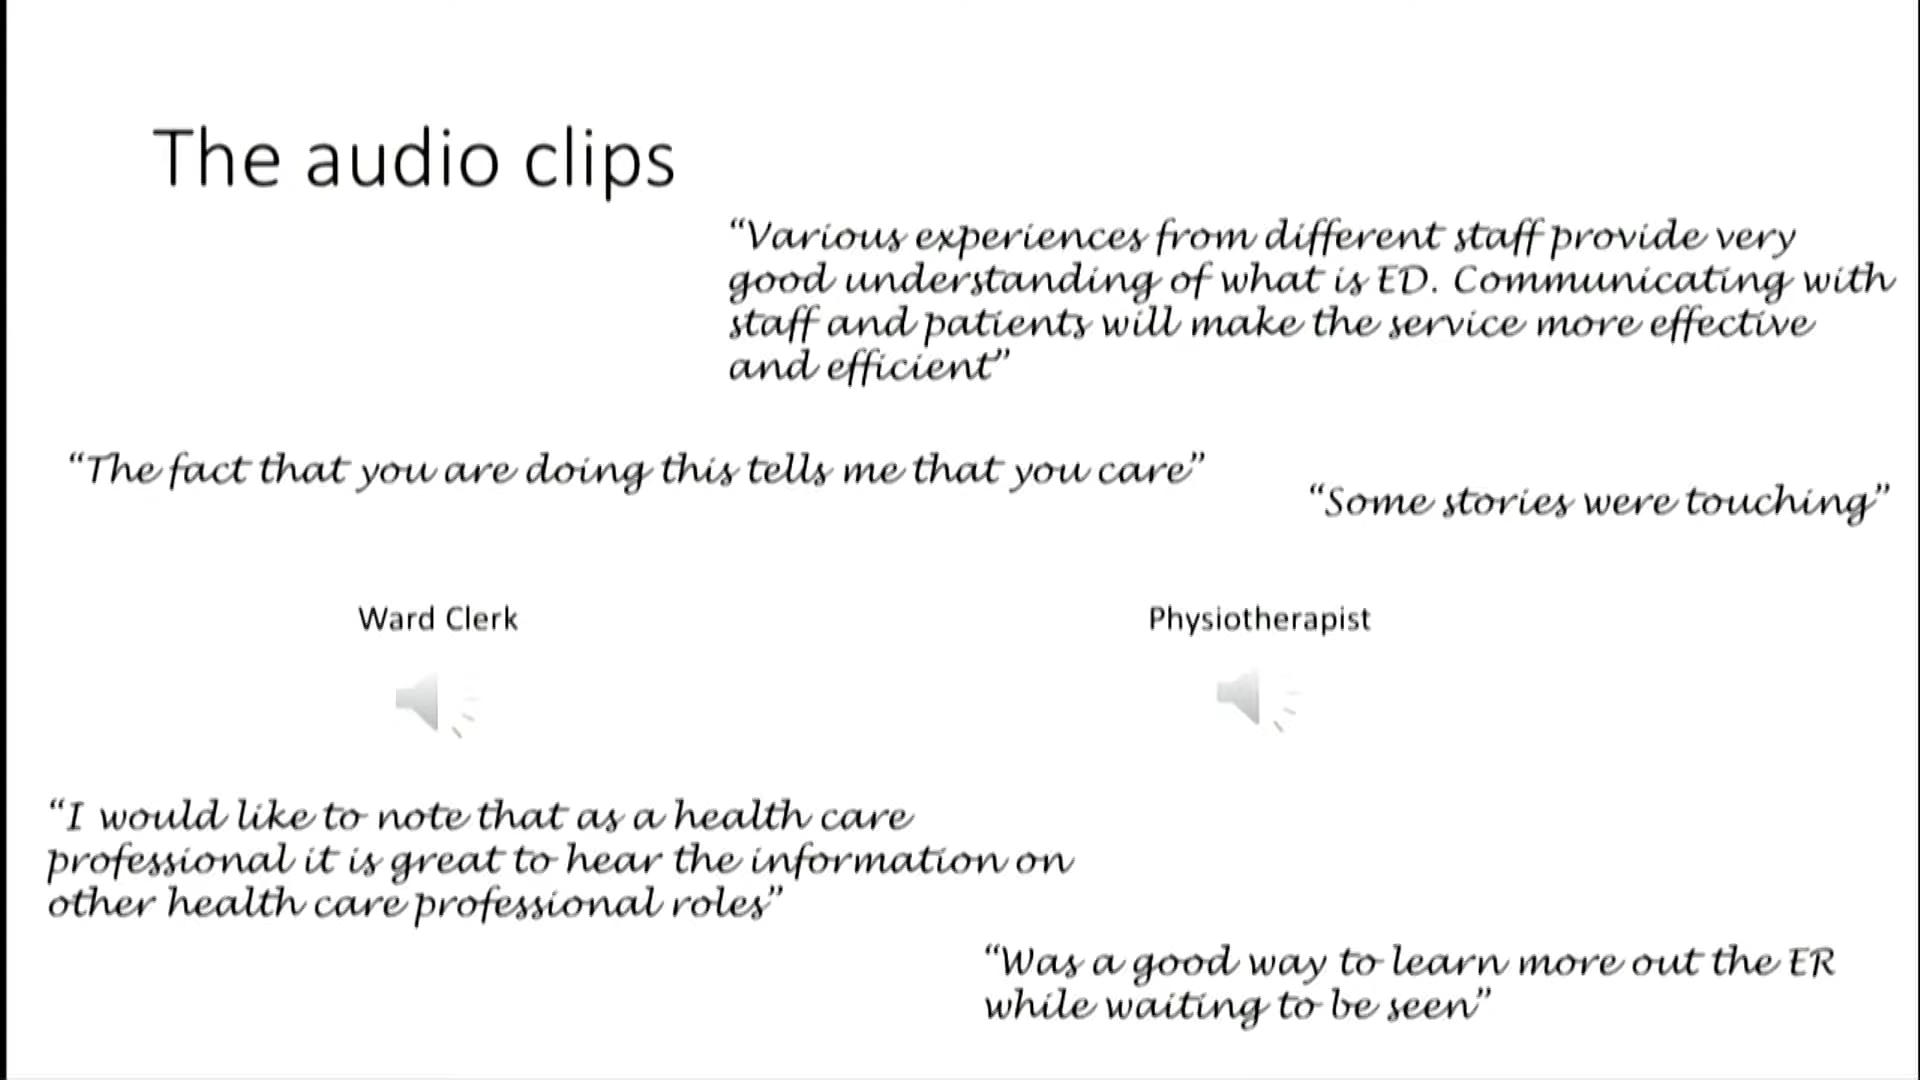 The audio clips
“Various experiences from different staff provide very
good understanding of what is ED. Communicating with
staff and patients will make the service more effective
and efficient”
“The fact that you are doing this tells me that you care”
“Some stories were touching”
Ward Clerk
Physiotherapist
“I would like to note that as a health care
professional it is great to hear the information on
other health care professional roles”
“Was a good way to learn more out the ER
while waiting to be seen”